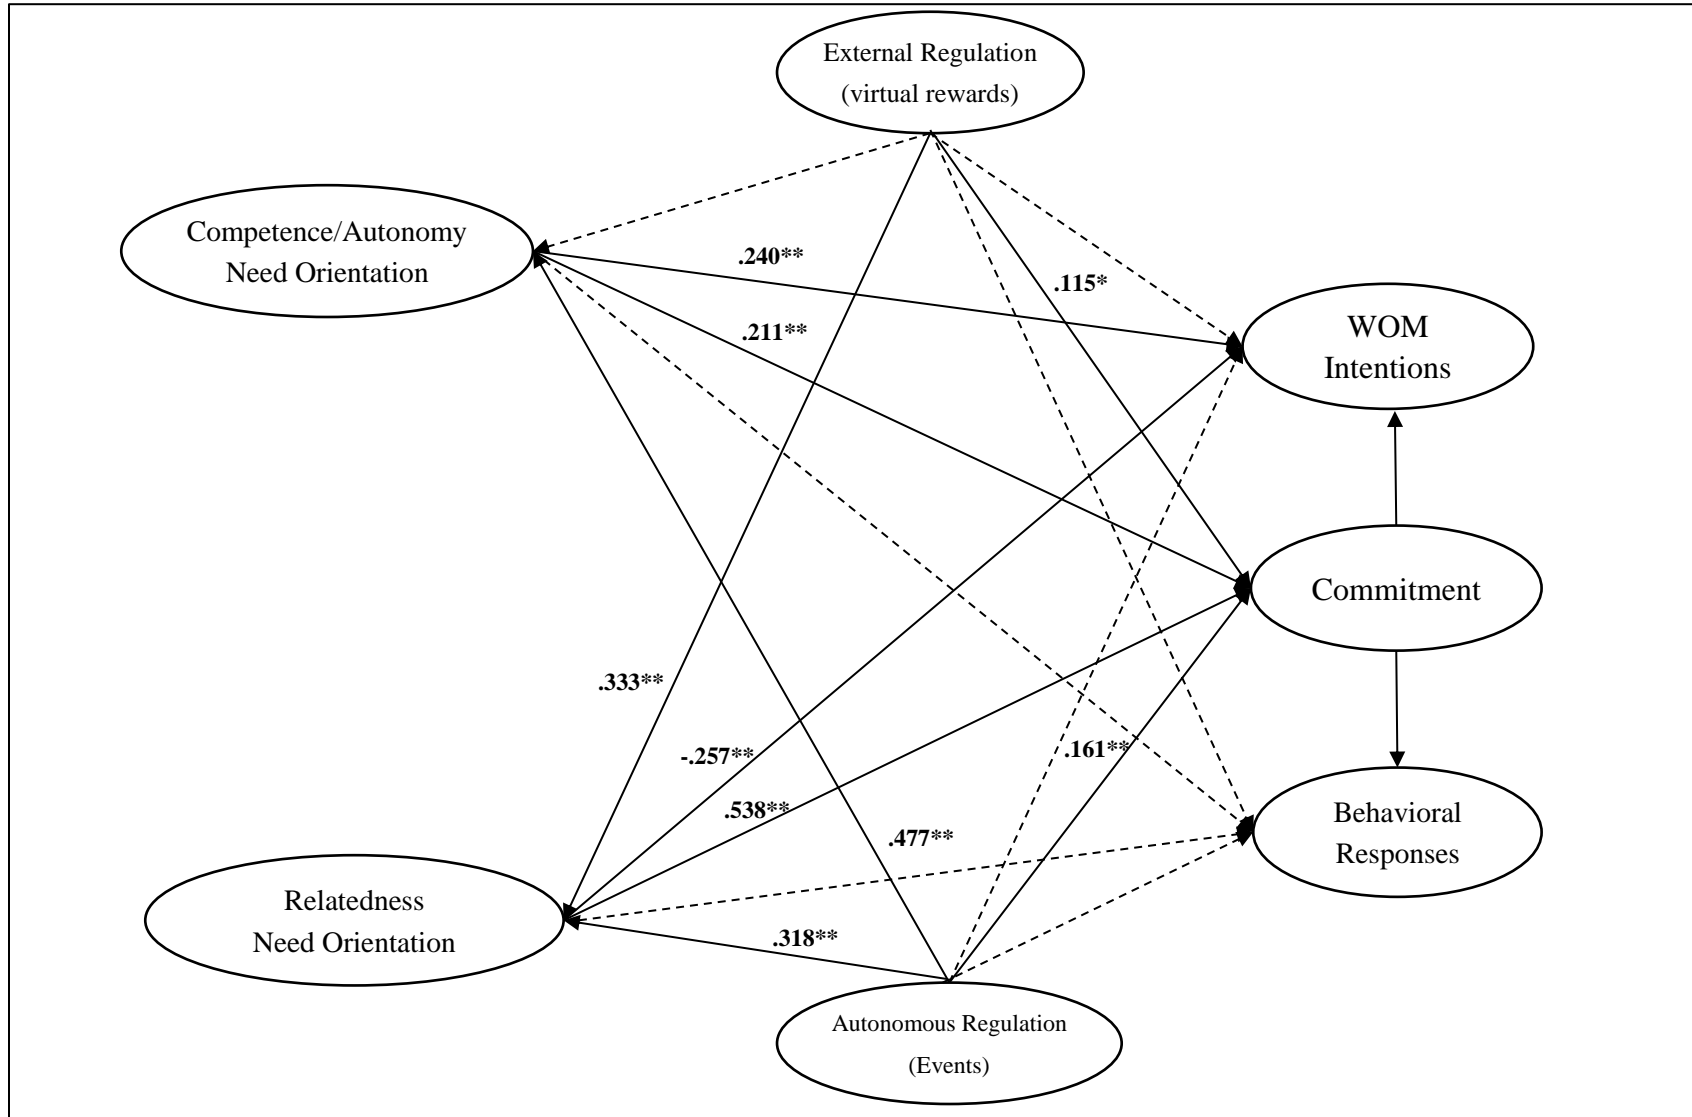 External Regulation
(virtual rewards)
Competence/Autonomy
Need Orientation
.240**
.115*
.211**
WOM
Intentions
Commitment
.333**
-.257**
.161**
.538**
.477**
Behavioral
Responses
Relatedness
Need Orientation
.318**
Autonomous Regulation
(Events)